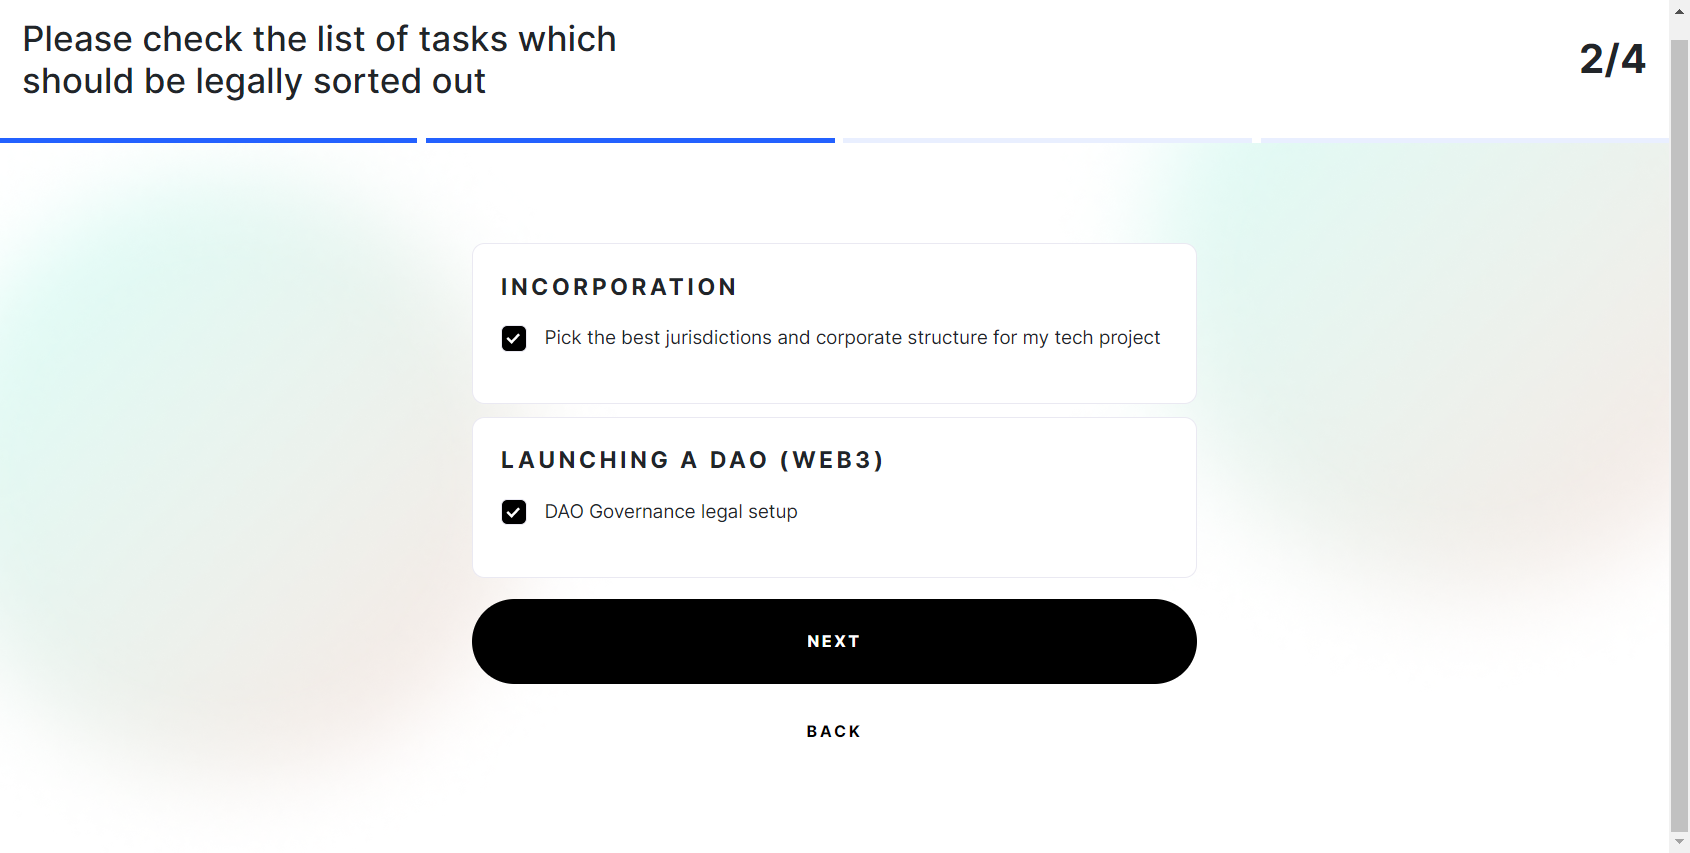 Please check the list of tasks which
should be legally sorted out
2/4
INCORPORATION
Pick the best jurisdictions and corporate structure for my tech project
LAUNCHING A DAO (WEB3)
DAO Governance legal setup
NEXT
BACK